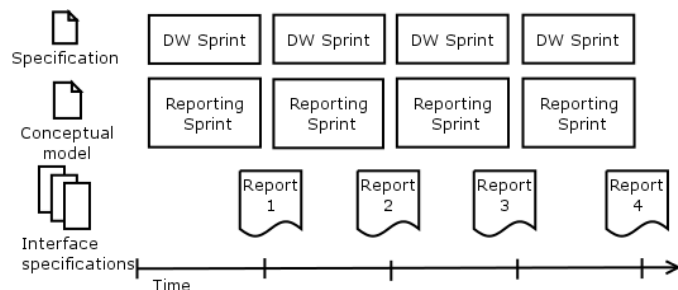 Specification
DW Sprint
DW Sprint
DW Sprint
DW Sprint
Conceptual
model
Reporting
Sprint
Reporting
Sprint
Reporting
Sprint
Reporting
Sprint
Interface
specifications
Report
1
Report
2
Report
3
Report
4
Time